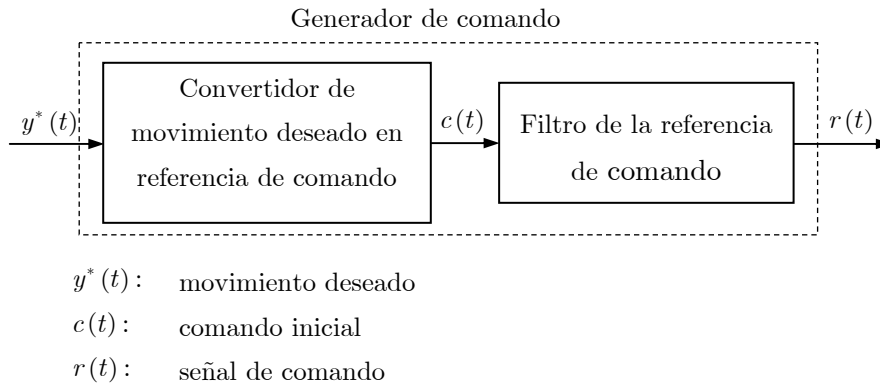 Generador de comando
Convertidor de
movimiento deseado en
referencia de comando
Filtro de la referencia
de comando
y*(t)
c(t)
r(t)
y*(t): movimiento deseado
c(t): comando inicial
r(t): señal de comando